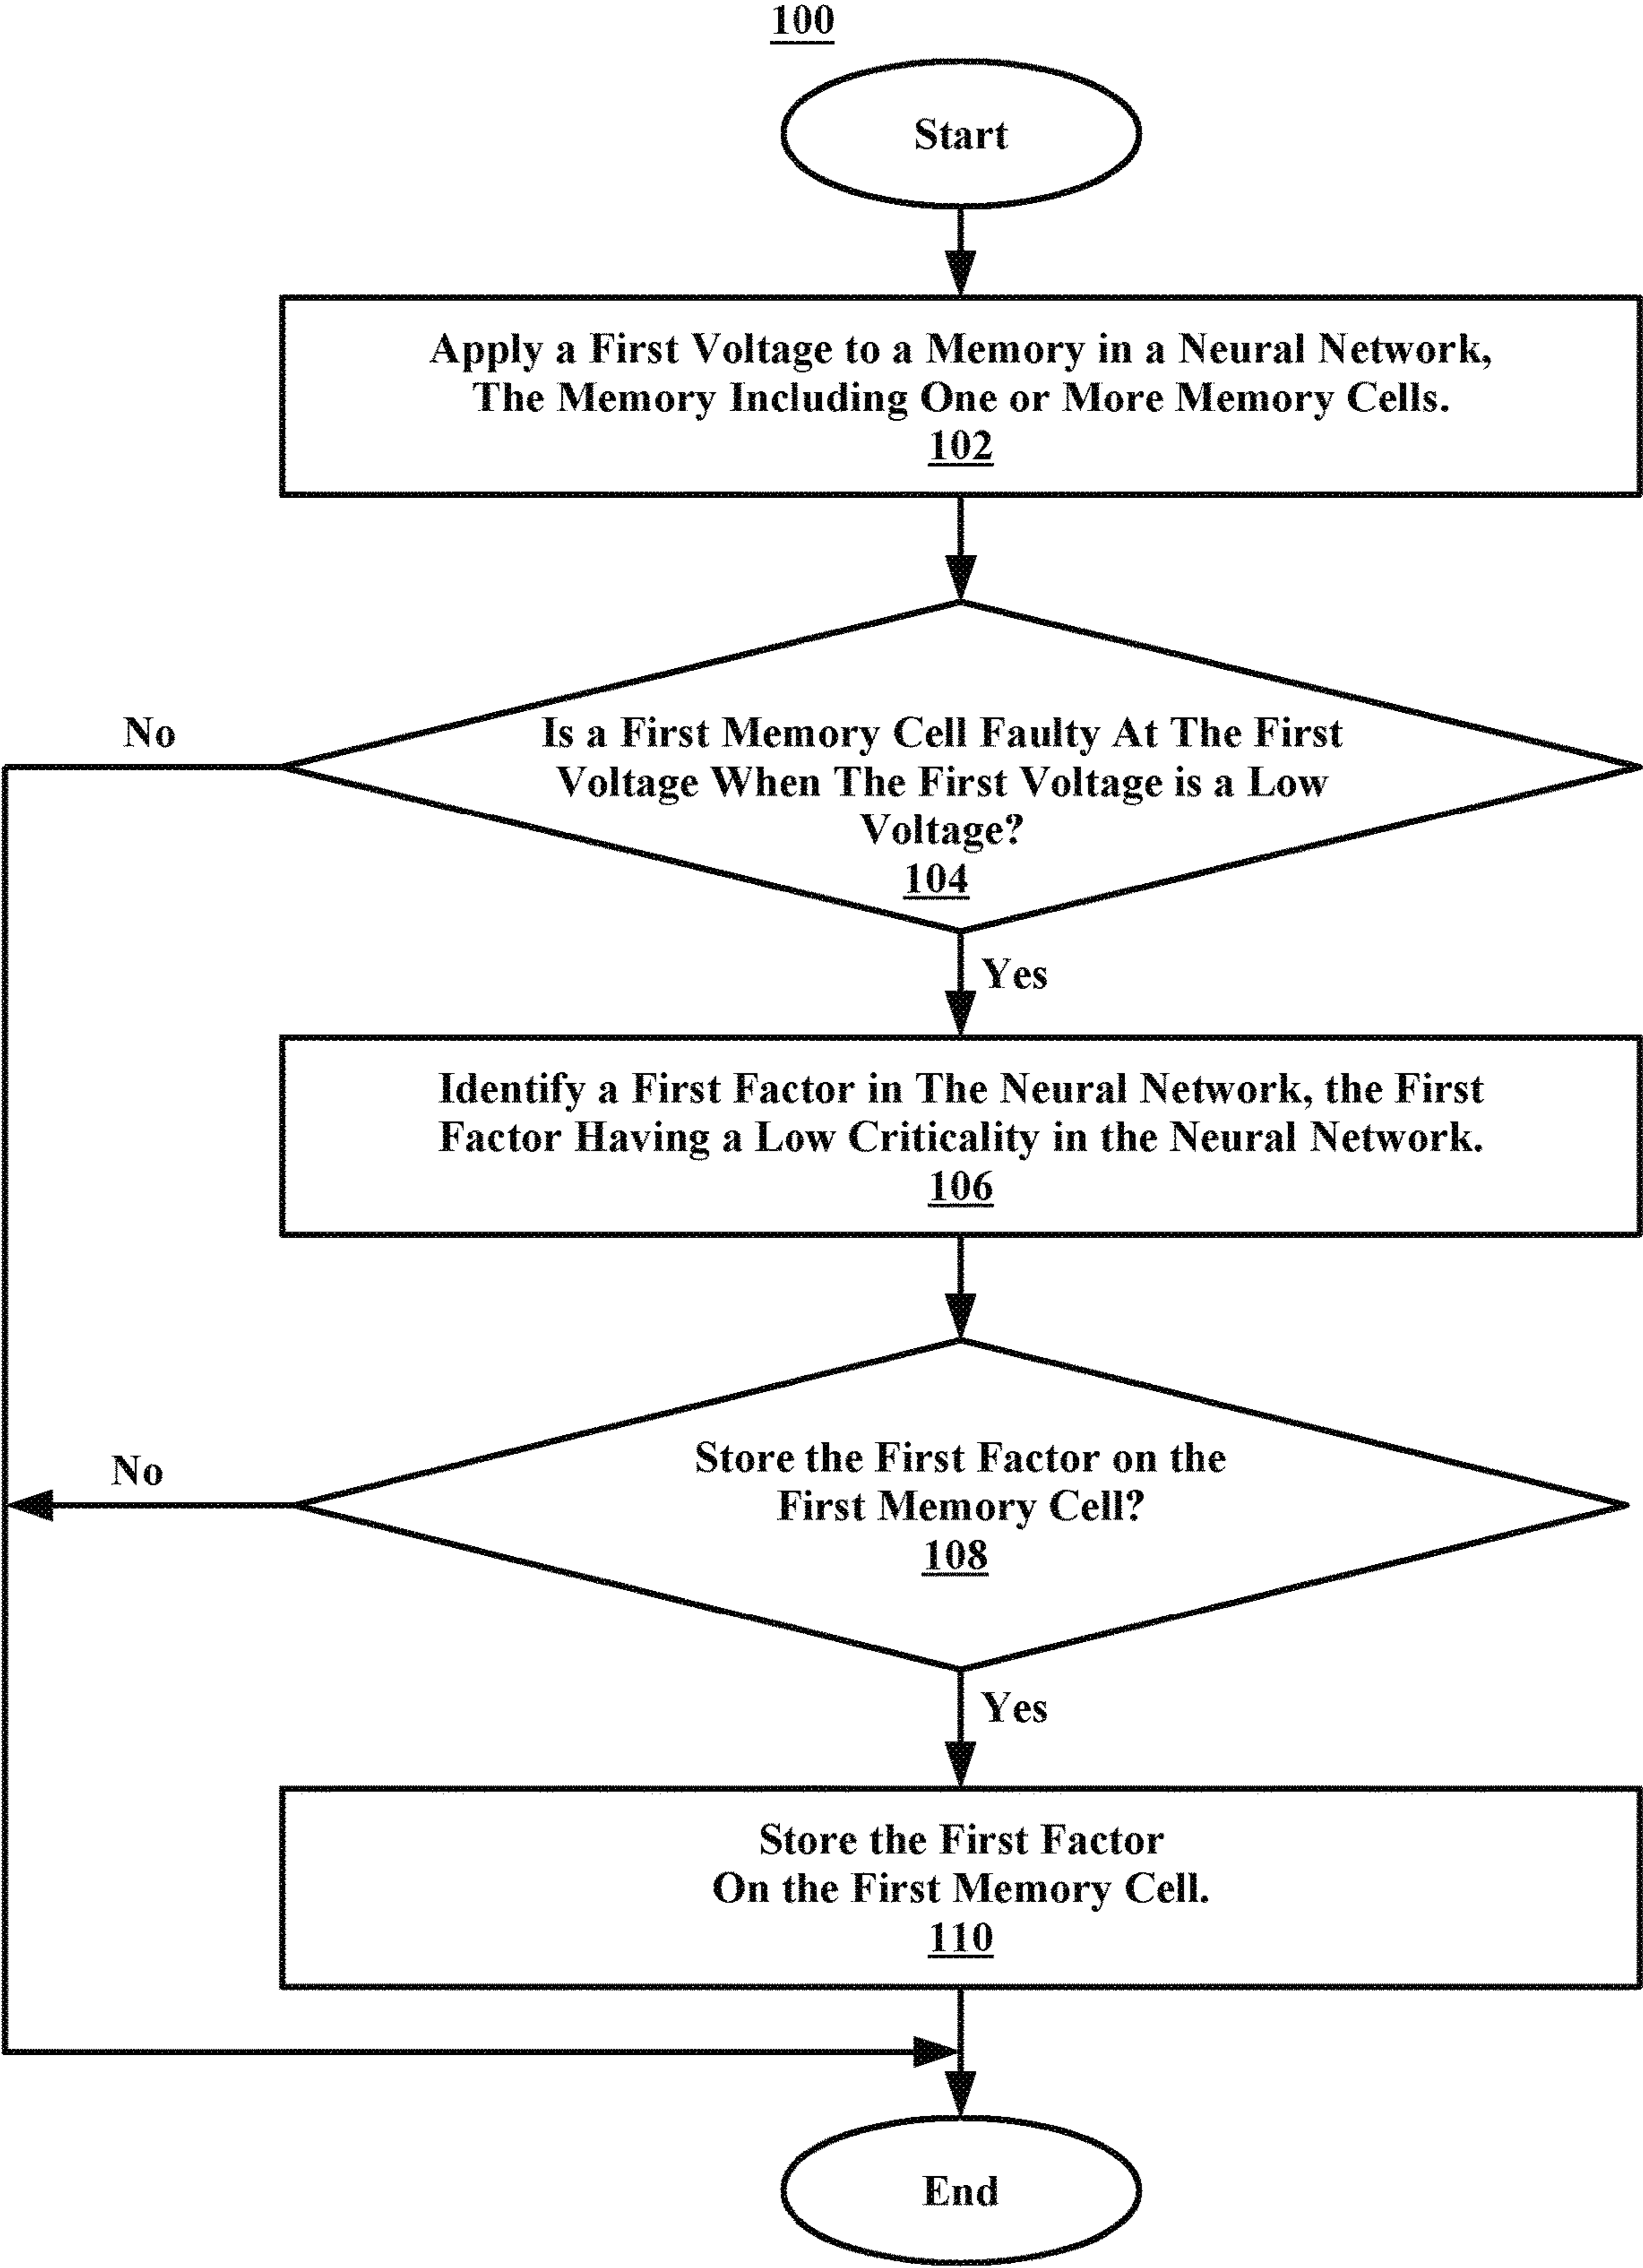 100
Start
Apply a First Voltage to a Memory in a Neural Network,
The Memory Including One or More Memory Cells.
102
No
Is a First Memory Cell Faulty At The First
Voltage When The First Voltage is a Low
Voltage?
104
Yes
Identify a First Factor in The Neural Network, the First
Factor Having a Low Criticality in the Neural Network.
106
No
Store the First Factor on the
First Memory Cell?
108
Yes
Store the First Factor
On the First Memory Cell.
110
End